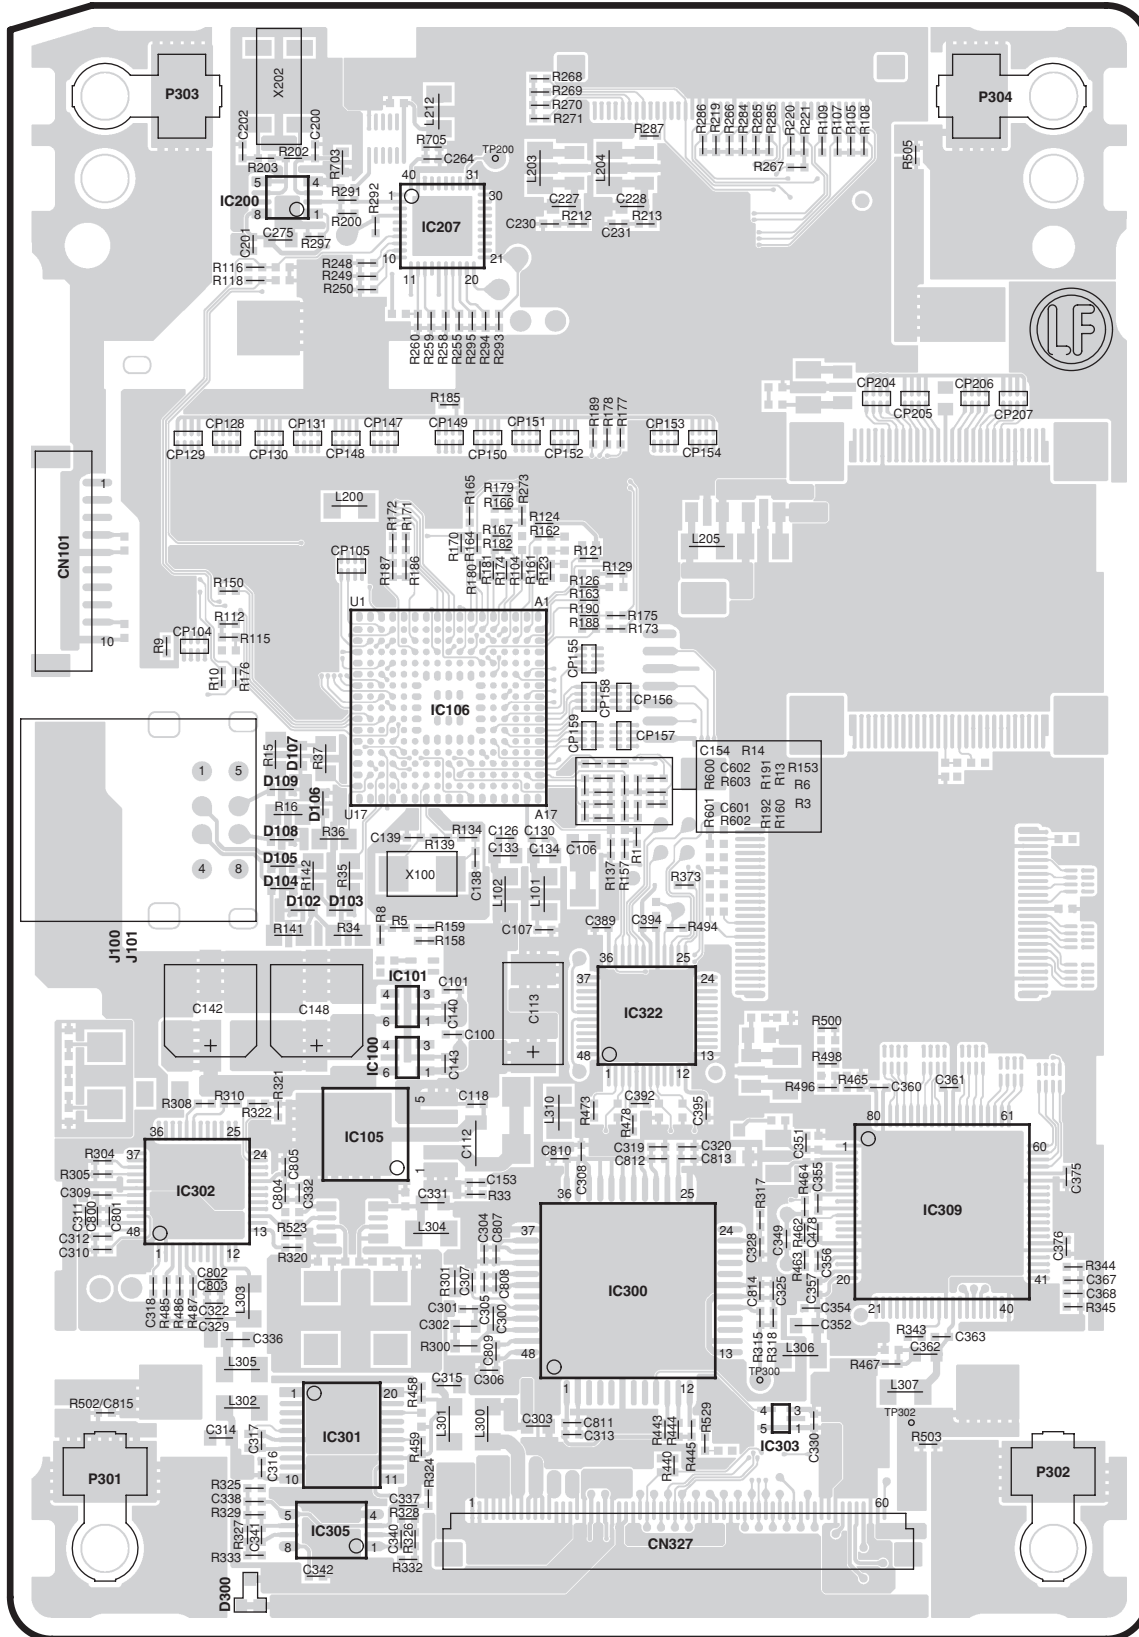 P303
X202
C202
C200
R203
R202
R703
L212
R705
C264
TP200
R268
R269
R270
R271
R287
L203
L204
R286
R219
R266
R284
R265
R285
R220
R221
R109
R107
R105
R108
R267
R505
P304
5
4
IC200
8
1
R291
R200
R292
C201
C275
R297
R116
R118
R248
R249
R250
40
31
1
30
IC207
10
21
11
20
C227
C230
R212
C228
C231
R213
R260
R259
R258
R255
R295
R294
R293
LF
R185
CP128
CP131
CP147
CP149
CP151
R189
R178
R177
CP153
CP129
CP130
CP148
CP150
CP152
CP154
CP204
CP206
CP205
CP207
CN101
1
10
L200
R172
R171
R187
R186
R165
R179
R166
R273
R170
R164
R167
R182
R124
R162
R180
R181
R174
R104
R161
R123
R121
R129
R126
R163
R190
R188
R175
R173
L205
CP105
R150
R112
R115
R9
CP104
R10
R176
U1
A1
IC106
U17
A17
CP155
CP158
CP156
CP159
CP157
C154
R14
R600
C602
R603
R191
R13
R153
R6
R601
C601
R602
R192
R160
R3
1
5
4
8
R15
D107
R37
D109
D106
R16
D108
R36
D105
D104
R142
R35
D102
D103
R141
R34
J100
J101
C139
R139
R134
X100
C138
C126
C130
C133
C134
C106
L102
L101
C107
R137
R157
R1
R373
R8
R5
R159
R158
C389
C394
R494
C142
+
C148
+
IC101
4
3
6
1
C101
C140
C100
IC100
4
3
6
1
C143
C113
+
36
25
37
24
IC322
48
13
1
12
R500
R498
R496
R465
C360
C361
R308
R310
R322
R321
IC105
5
1
C118
C112
L310
R473
C392
R478
C395
36
25
37
24
IC302
48
13
1
12
R304
R305
C309
C311
C800
C801
C312
C310
C805
C804
C332
R523
R320
C331
L304
C153
R33
C810
C308
C319
C812
C320
C813
C351
80
61
1
60
IC309
20
41
21
40
C375
C376
R344
C367
C368
R345
R464
C355
R317
C328
C349
R462
C478
R463
C356
C814
C325
C357
C354
C352
R315
R318
L306
TP300
36
25
37
24
IC300
48
13
1
12
C304
C807
R301
C307
C808
C301
C305
C300
C302
R300
C809
C306
C318
R485
R486
R487
C802
C803
C322
C329
L303
C336
L305
L302
C314
C317
C316
R502/C815
1
20
IC301
10
11
R458
R459
C315
L301
L300
C303
C811
C313
R443
R444
R445
R529
R440
4
3
5
1
IC303
C330
R343
C363
C362
R467
L307
TP302
R503
P301
P302
R325
C338
R329
R327
C341
R333
5
4
IC305
8
1
C337
R328
C340
R326
R332
R324
C342
D300
1
60
CN327